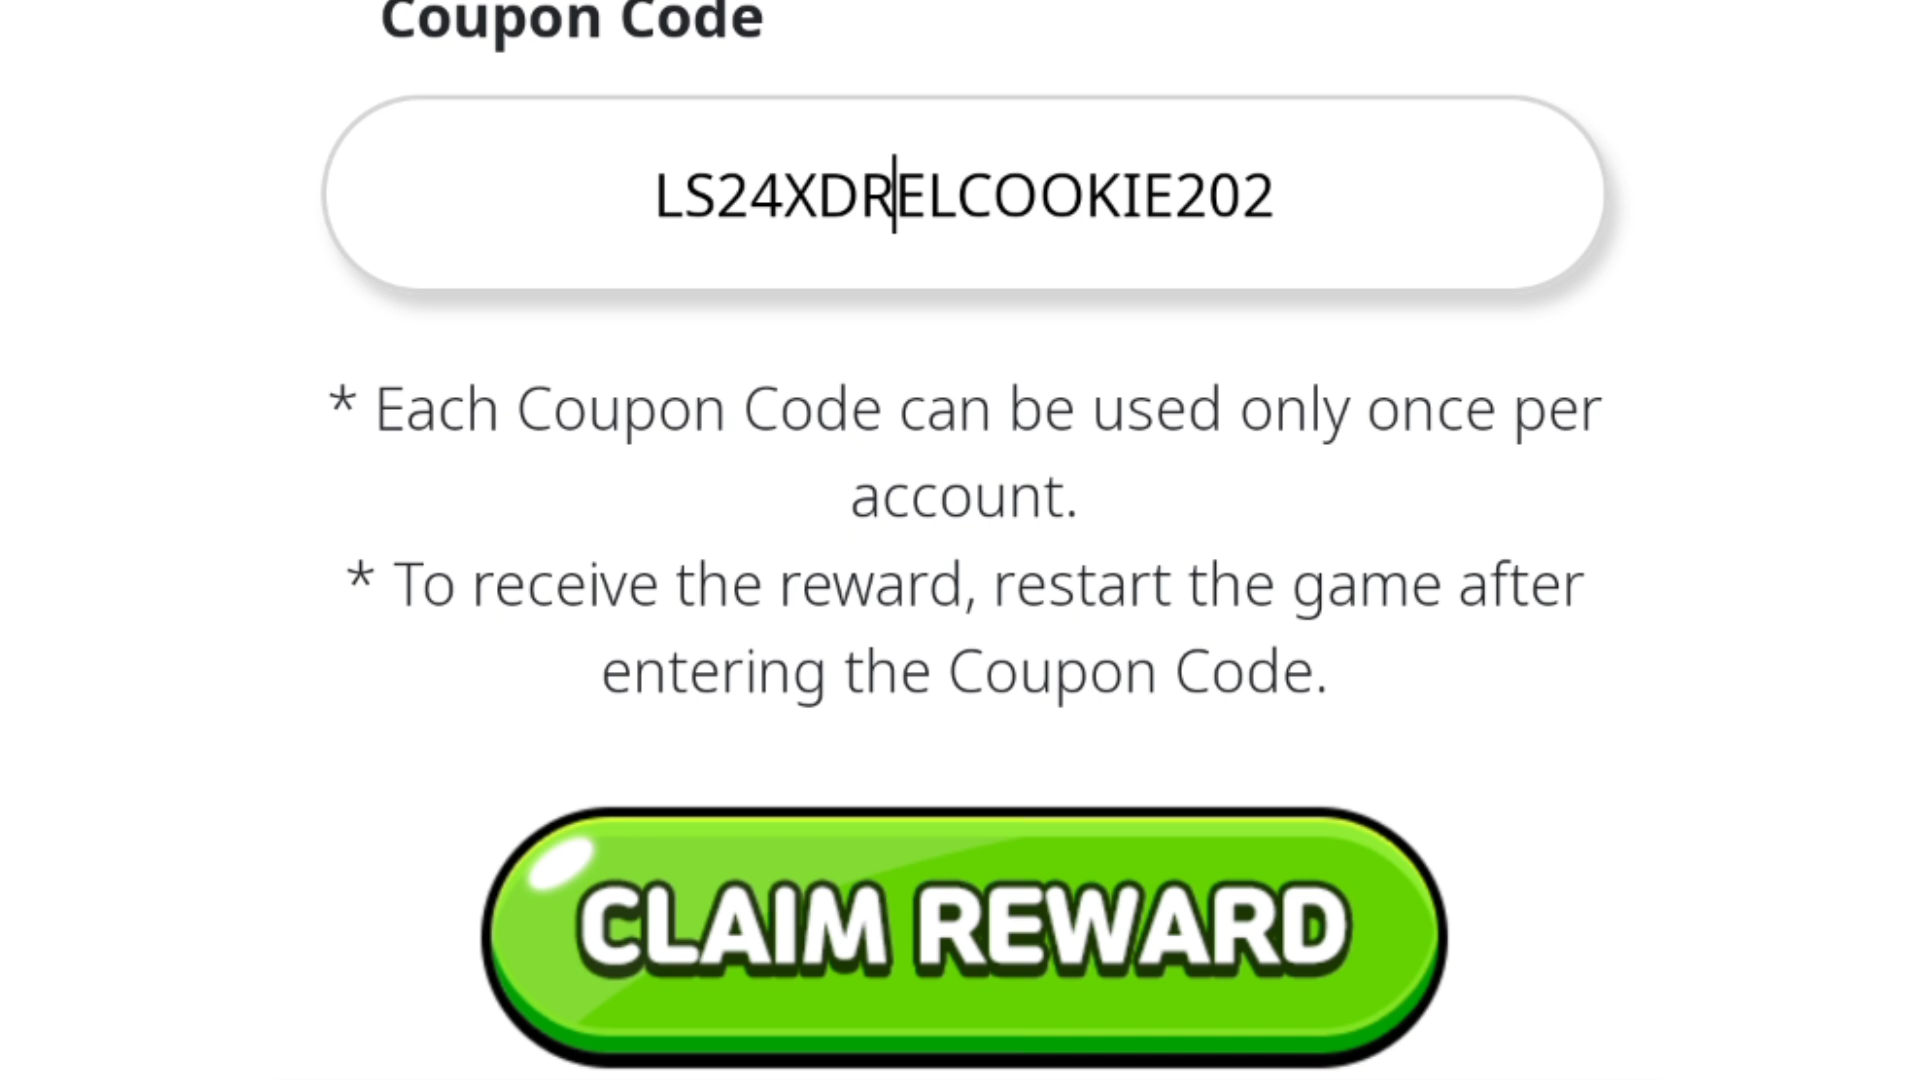 Coupon Code
LS24XDRELCOOKIE202
* Each Coupon Code can be used only once per
account.
* To receive the reward, restart the game after
entering the Coupon Code.
CLAIM REWARD